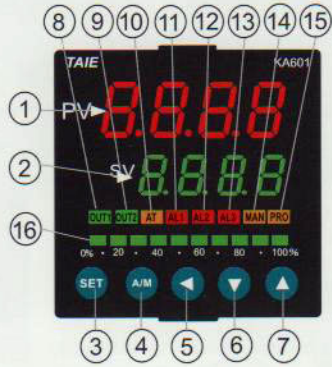 8 9 10 11 12 13 14 15
TAIE KA601
1 PV 8.8.8.8
2 SV 8.8.8.8
OUT1 OUT2 AT AL1 AL2 AL3 MAN PRO
16
0% · 20 · 40 · 60 · 80 · 100%
SET A/M
3 4 5 6 7